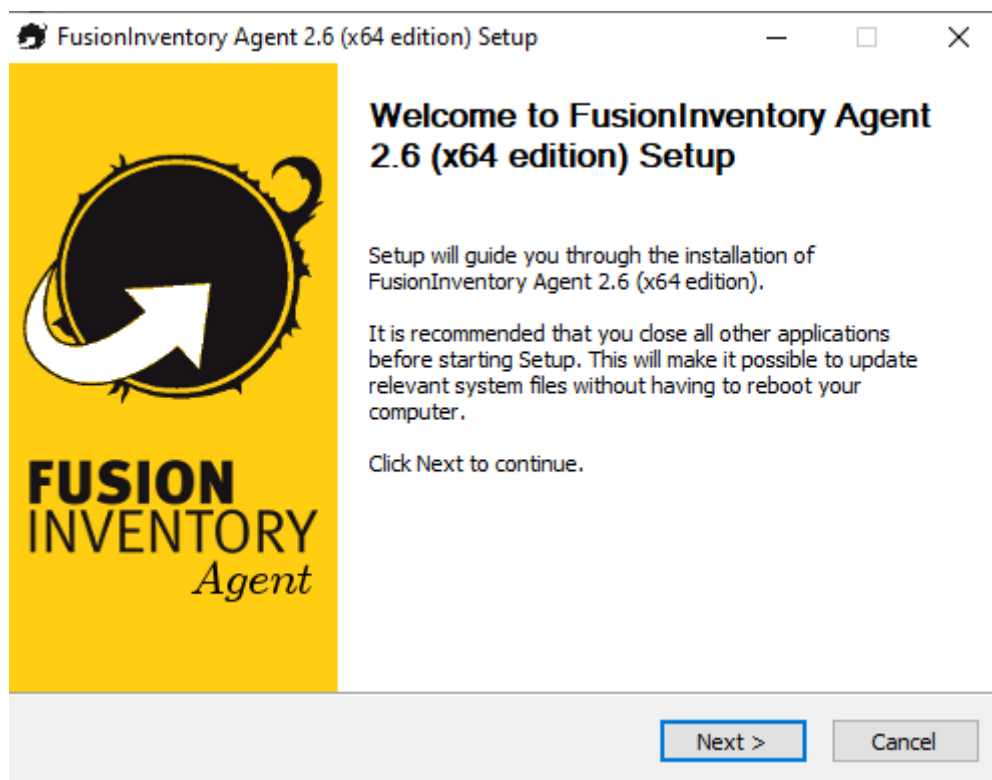 FusionInventory Agent 2.6 (x64 edition) Setup
Welcome to FusionInventory Agent
2.6 (x64 edition) Setup
Setup will guide you through the installation of
FusionInventory Agent 2.6 (x64 edition).
It is recommended that you close all other applications
before starting Setup. This will make it possible to update
relevant system files without having to reboot your
computer.
Click Next to continue.
FUSION
INVENTORY
Agent
Next >
Cancel